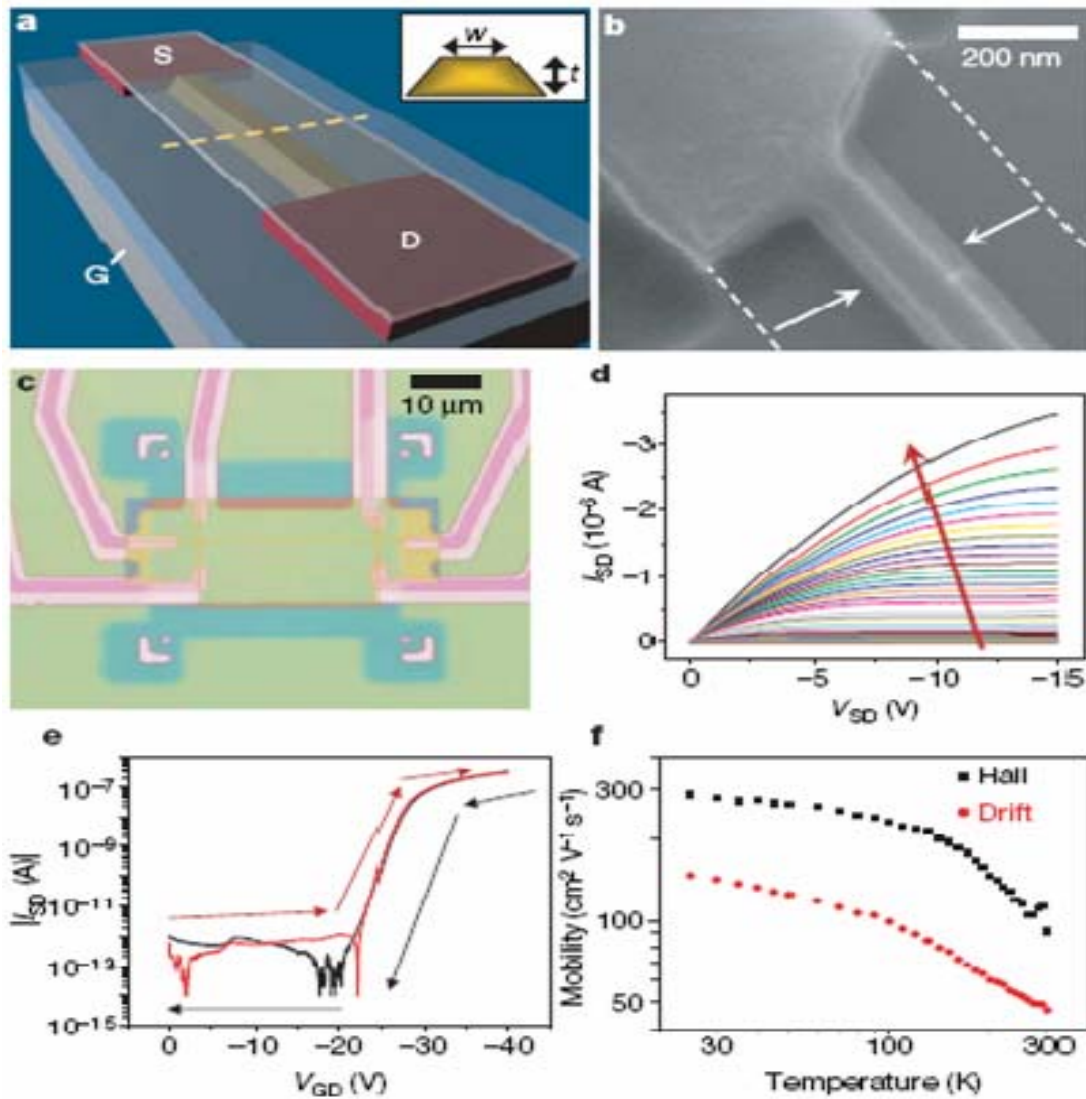 a
S
D
G
w
t
b
200 nm
c
10 μm
d
I_SD (10⁻⁶ A)
−3
−2
−1
0
0
−5
−10
−15
V_SD (V)
e
|I_SD (A)|
10⁻⁷
10⁻⁹
10⁻¹¹
10⁻¹³
10⁻¹⁵
0
−10
−20
−30
−40
V_GD (V)
f
Mobility (cm² V⁻¹ s⁻¹)
300
100
50
Hall
Drift
30
100
300
Temperature (K)